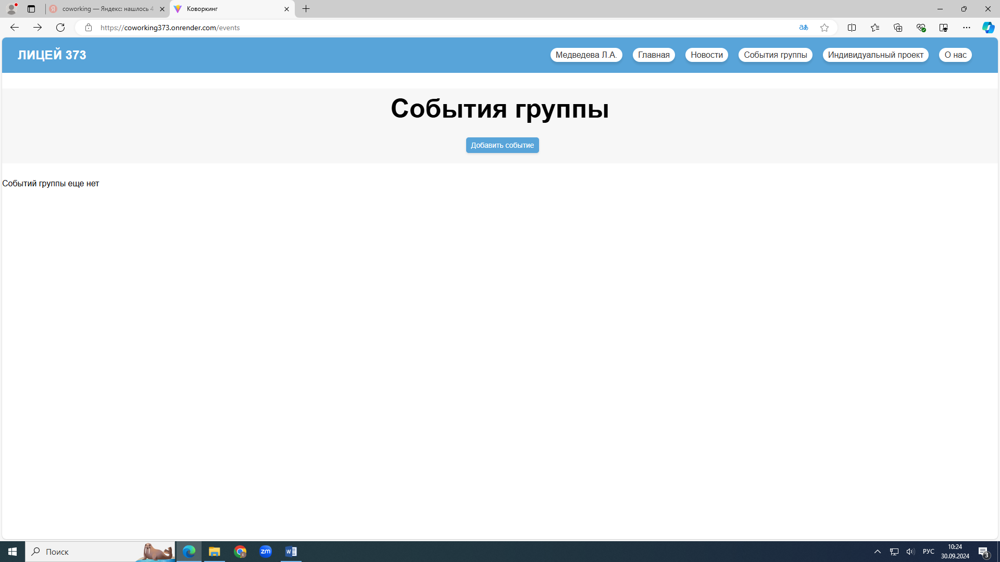 coworking — Яндекс: нашлось 4
Коворкинг
https://coworking373.onrender.com/events
ЛИЦЕЙ 373
Медведева Л.А.
Главная
Новости
События группы
Индивидуальный проект
О нас
События группы
Добавить событие
Событий группы еще нет
Поиск
zm
W
РУС
10:24
30.09.2024
3